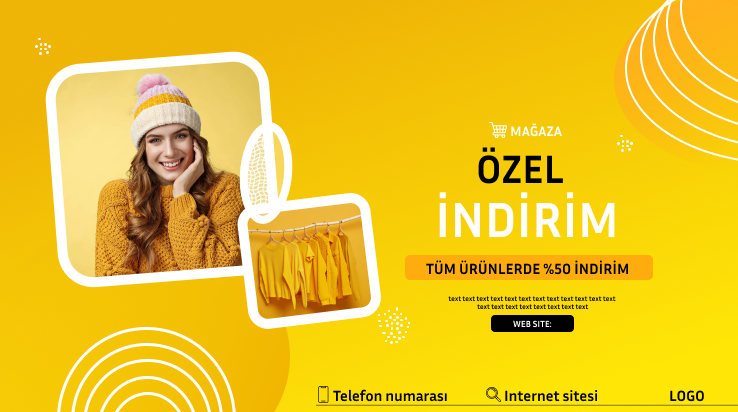 MAĞAZA
ÖZEL
İNDİRİM
TÜM ÜRÜNLERDE %50 İNDİRİM
text text text text text text text text text text text text
text text text text text text text text
WEB SITE:
Telefon numarası Internet sitesi LOGO